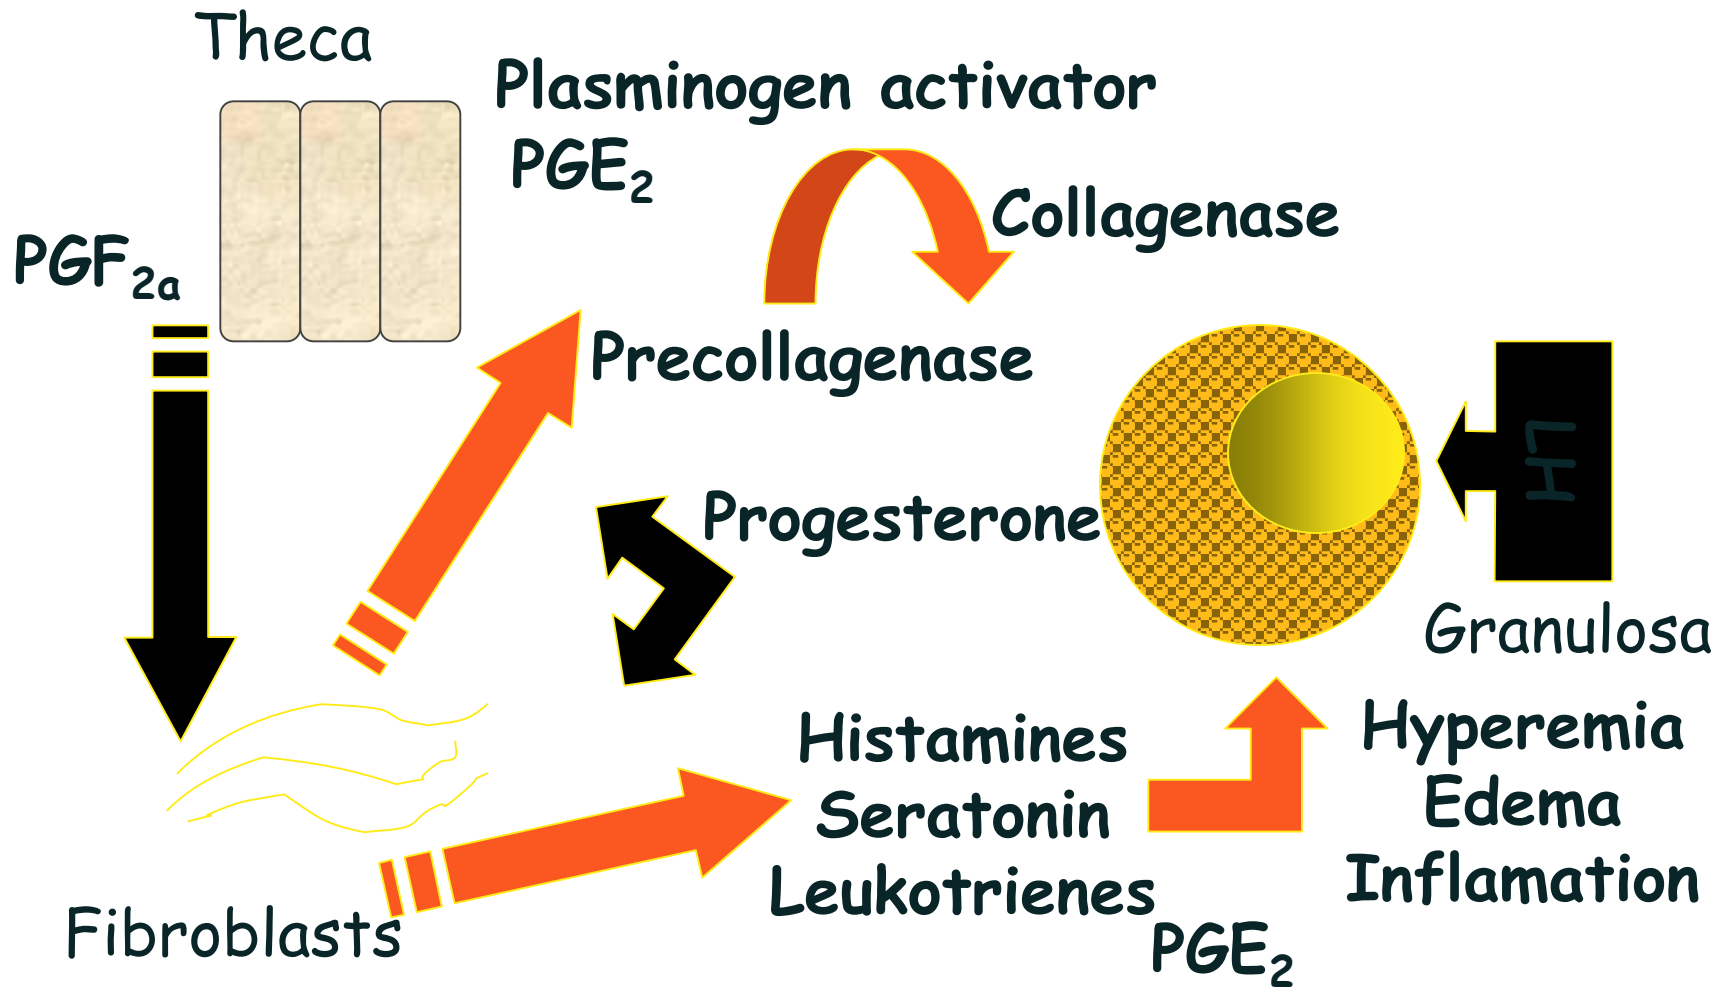 Theca
Plasminogen activator
PGE₂
Collagenase
PGF₂a
Precollagenase
LH
Progesterone
Granulosa
Histamines
Seratonin
Leukotrienes
PGE₂
Hyperemia
Edema
Inflamation
Fibroblasts